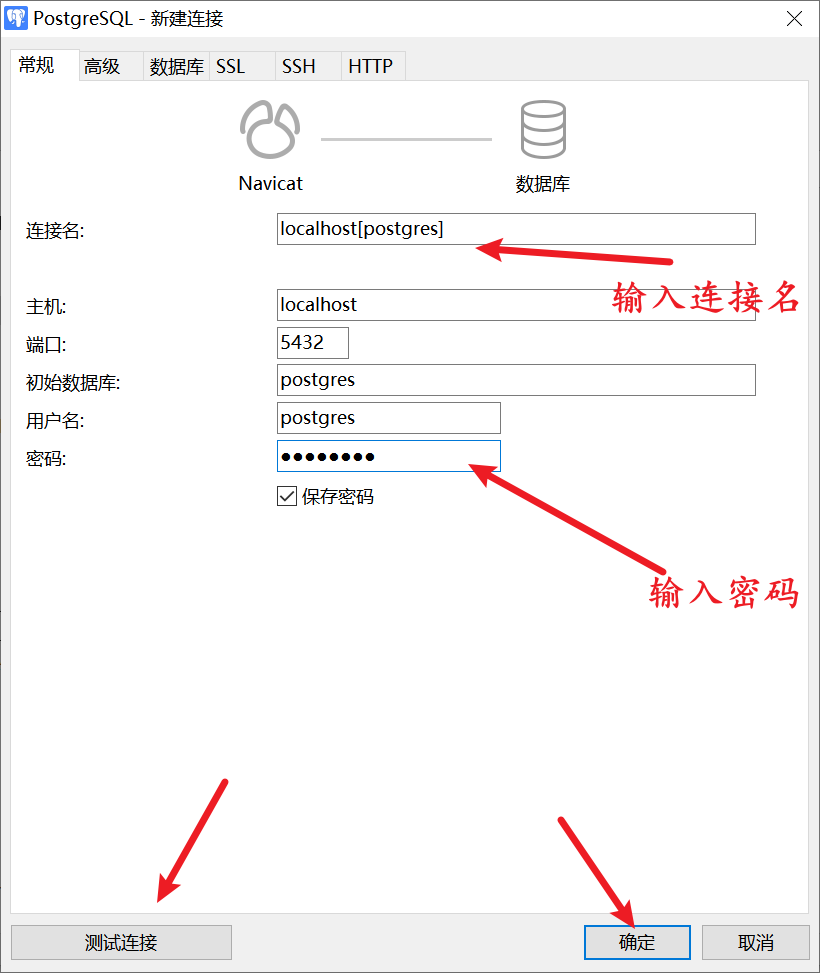 PostgreSQL - 新建连接
常规 高级 数据库 SSL SSH HTTP
Navicat 数据库
连接名: localhost[postgres]
输入连接名
主机: localhost
端口: 5432
初始数据库: postgres
用户名: postgres
密码: ●●●●●●●●
保存密码
输入密码
测试连接 确定 取消